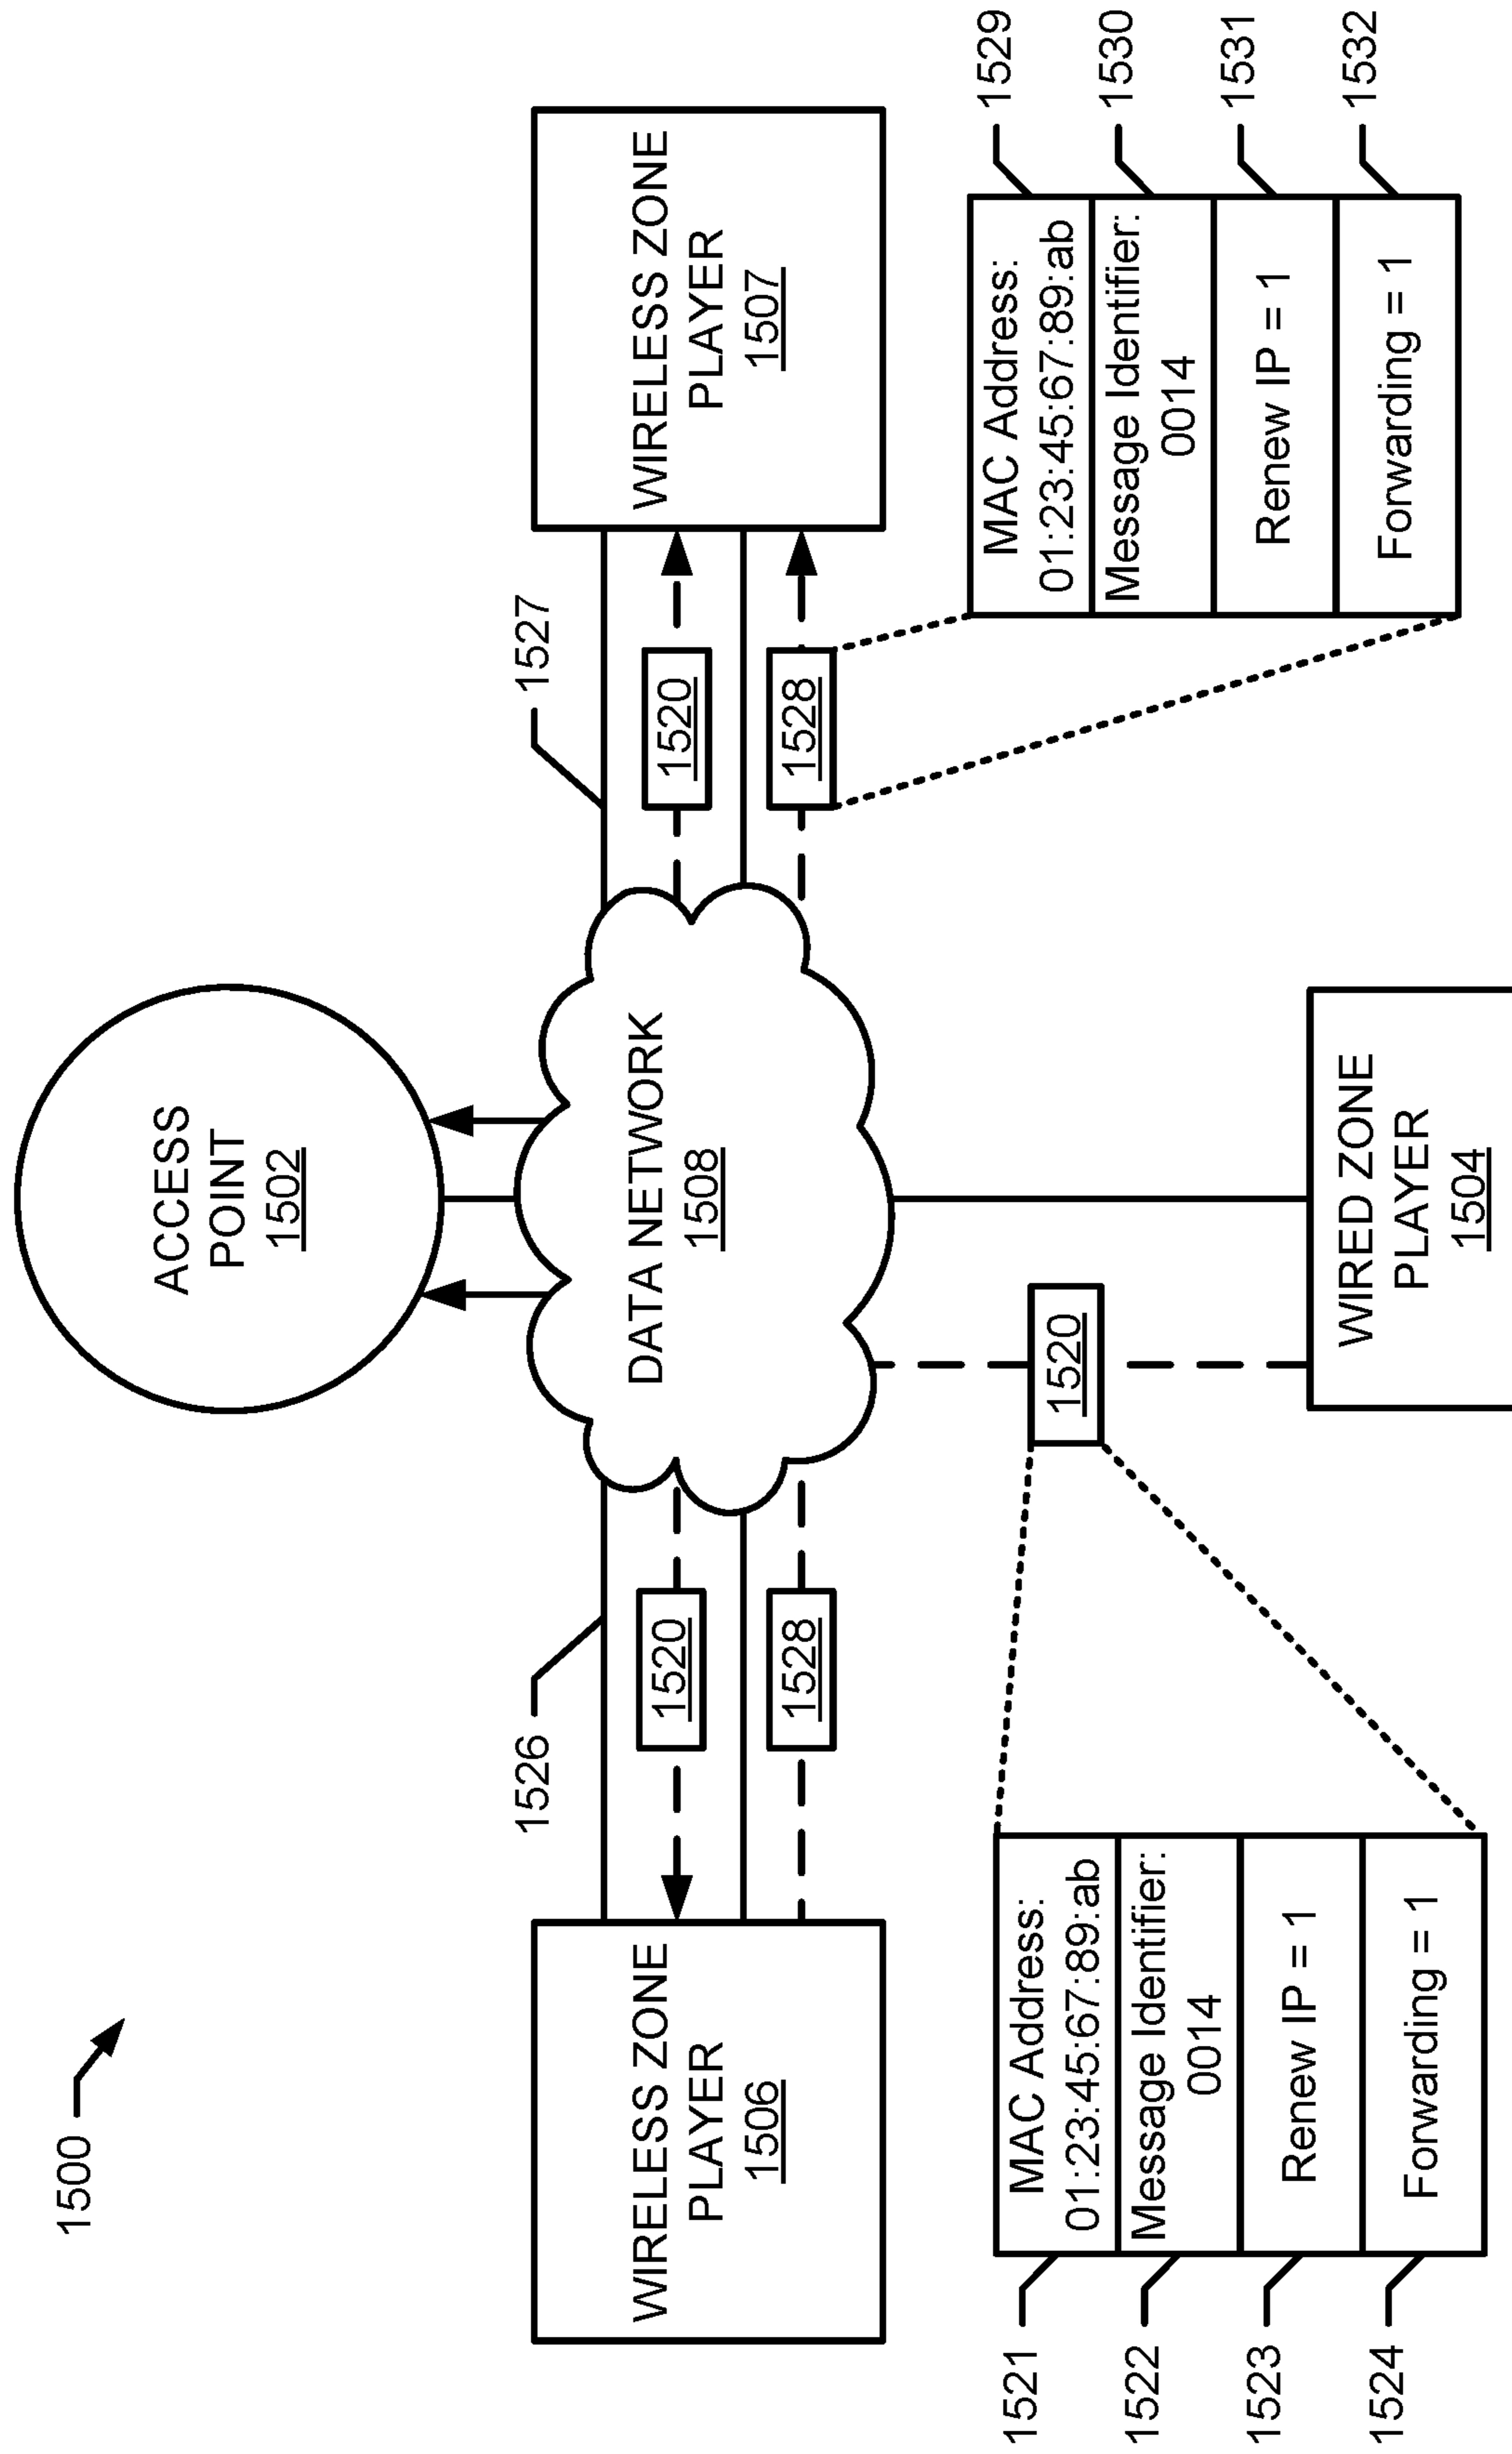 1500
ACCESS
POINT
1502
1526
1527
WIRELESS ZONE
PLAYER
1506
1520
1528
DATA NETWORK
1508
1520
1528
WIRELESS ZONE
PLAYER
1507
1521
1522
1523
1524
MAC Address:
01:23:45:67:89:ab
Message Identifier:
0014
Renew IP = 1
Forwarding = 1
1520
WIRED ZONE
PLAYER
1504
MAC Address:
01:23:45:67:89:ab
Message Identifier:
0014
Renew IP = 1
Forwarding = 1
1529
1530
1531
1532